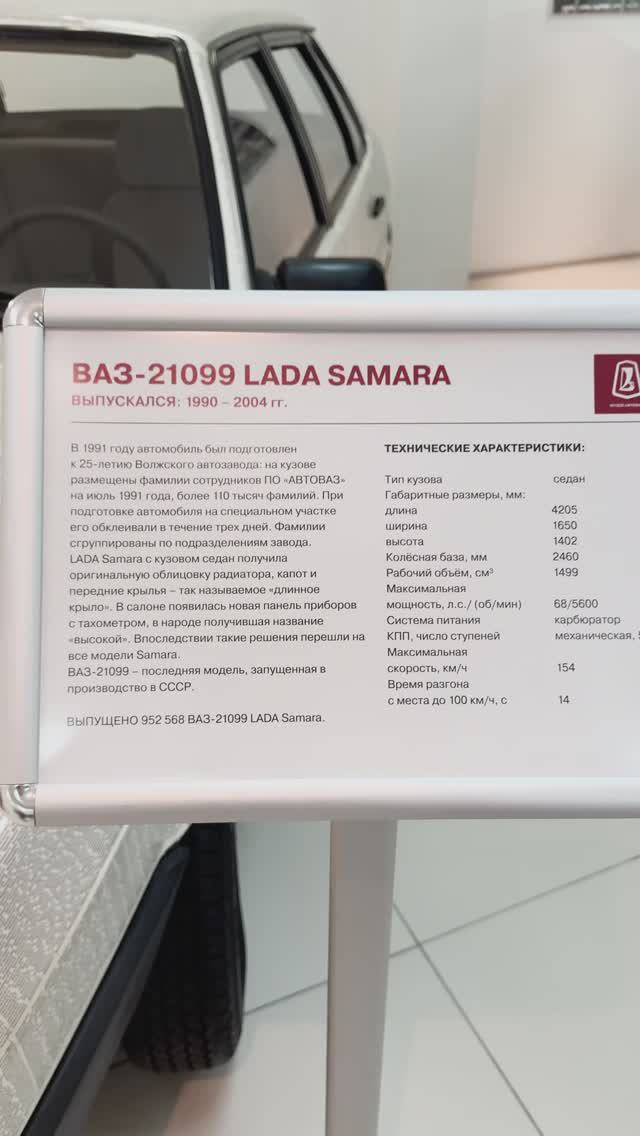 ВАЗ-21099 LADA SAMARA
ВЫПУСКАЛСЯ: 1990 – 2004 гг.
В 1991 году автомобиль был подготовлен
к 25-летию Волжского автозавода: на кузове
размещены фамилии сотрудников ПО «АВТОВАЗ»
на июль 1991 года, более 110 тысяч фамилий. При
подготовке автомобиля на специальном участке
его обклеивали в течение трех дней. Фамилии
сгруппированы по подразделениям завода.
LADA Samara с кузовом седан получила
оригинальную облицовку радиатора, капот и
передние крылья – так называемое «длинное
крыло». В салоне появилась новая панель приборов
с тахометром, в народе получившая название
«высокой». Впоследствии такие решения перешли на
все модели Samara.
ВАЗ-21099 – последняя модель, запущенная в
производство в СССР.
ВЫПУЩЕНО 952 568 ВАЗ-21099 LADA Samara.
ТЕХНИЧЕСКИЕ ХАРАКТЕРИСТИКИ:
Тип кузова седан
Габаритные размеры, мм:
длина 4205
ширина 1650
высота 1402
Колёсная база, мм 2460
Рабочий объём, см³ 1499
Максимальная
мощность, л.с./ (об/мин) 68/5600
Система питания карбюратор
КПП, число ступеней механическая,
Максимальная
скорость, км/ч 154
Время разгона
с места до 100 км/ч, с 14